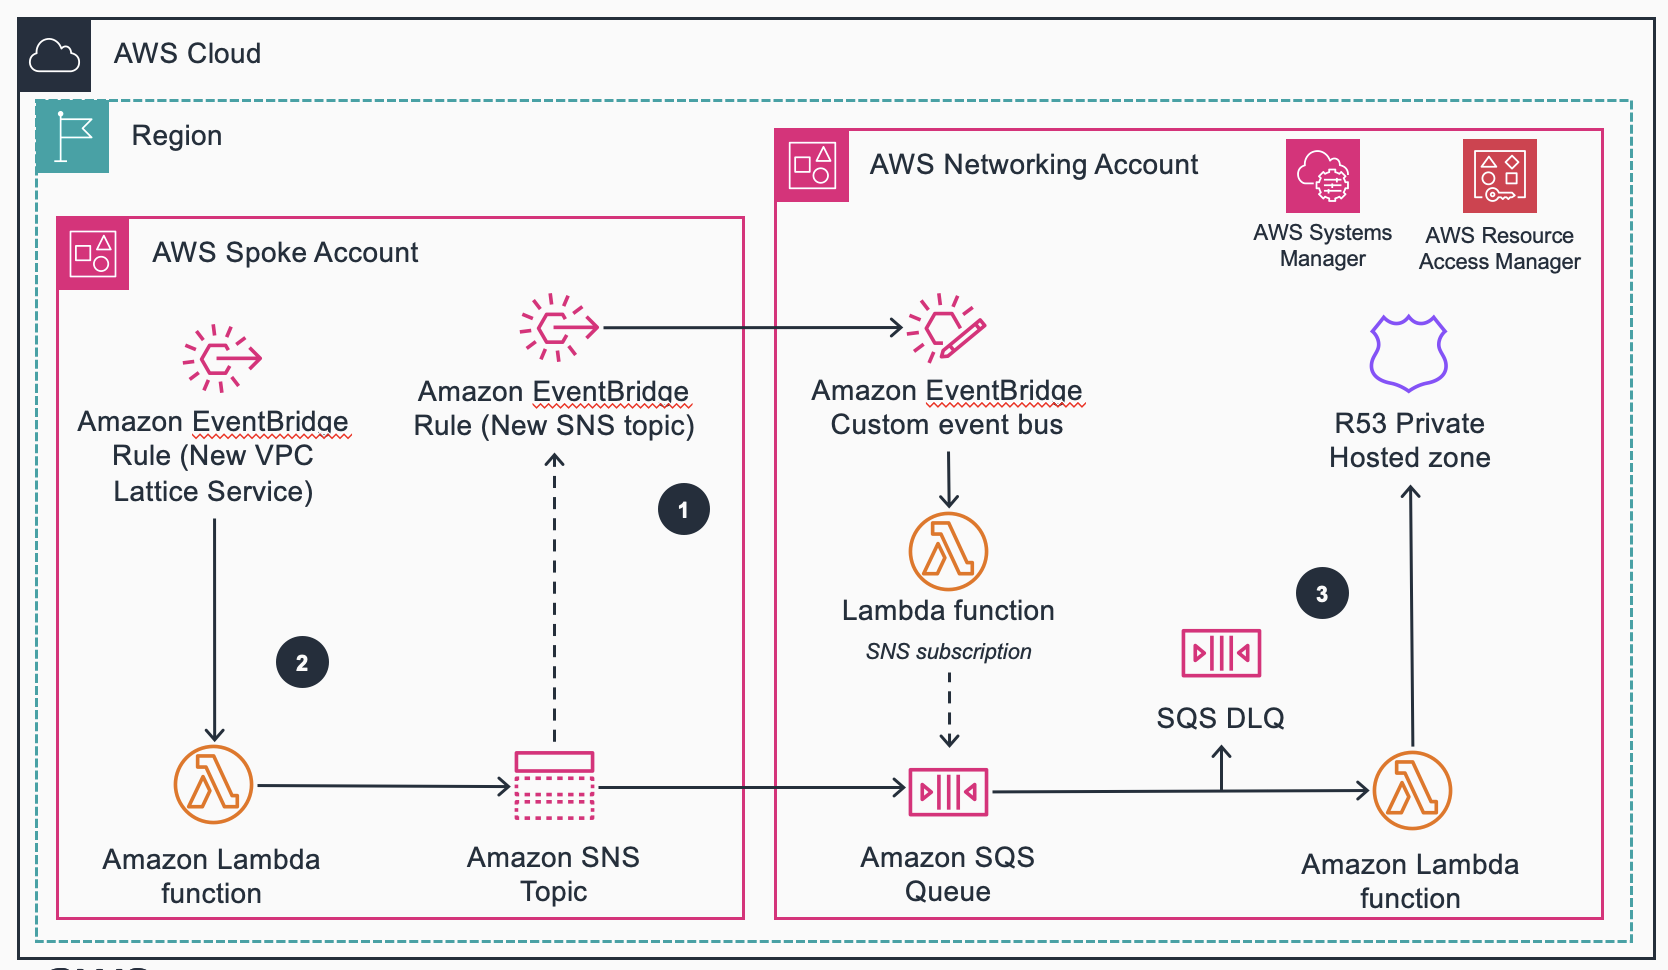 AWS Cloud
Region
AWS Networking Account
AWS Systems
Manager
AWS Resource
Access Manager
AWS Spoke Account
Amazon EventBridge
Rule (New VPC
Lattice Service)
Amazon EventBridge
Rule (New SNS topic)
Amazon EventBridge
Custom event bus
R53 Private
Hosted zone
1
Lambda function
SNS subscription
3
2
SQS DLQ
Amazon Lambda
function
Amazon SNS
Topic
Amazon SQS
Queue
Amazon Lambda
function